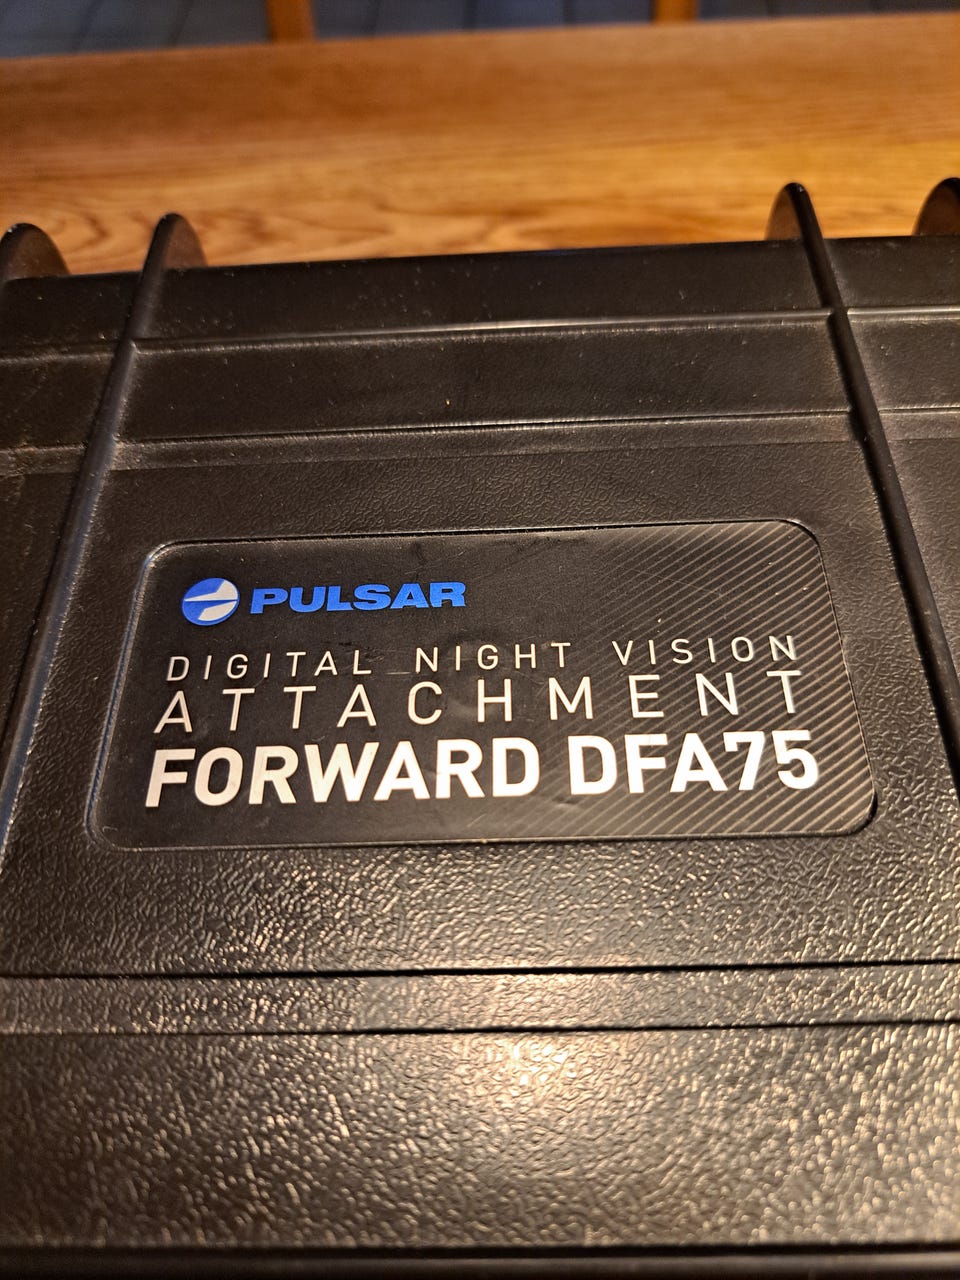 PULSAR
DIGITAL NIGHT VISION
ATTACHMENT
FORWARD DFA75